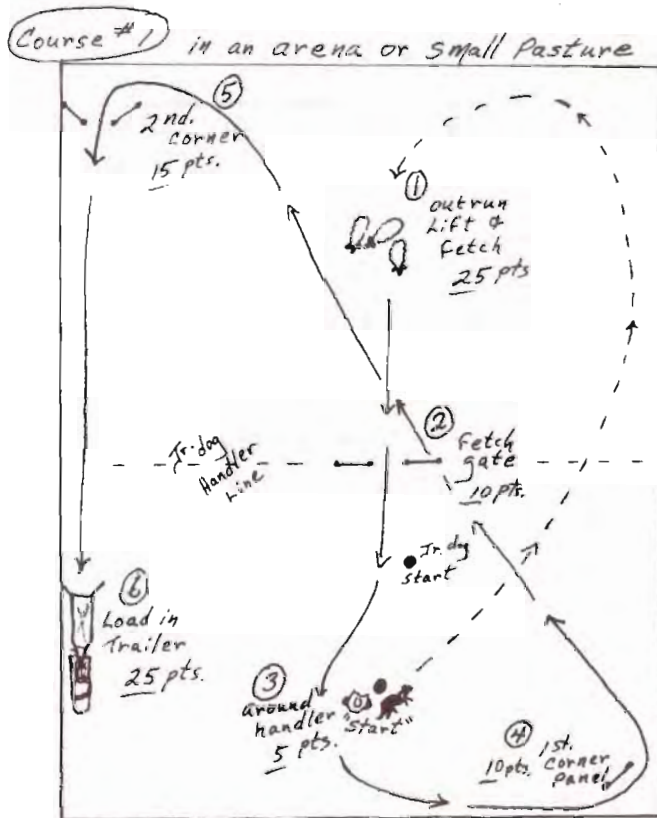 Course #1 in an arena or small Pasture
⑤
2nd.
corner
15 pts.
①
outrun
Lift &
Fetch
25 pts
②
Fetch
gate
10 pts.
Jr. dog
Handler
Line
Jr. dog
start
⑥
Load in
Trailer
25 pts.
③
around
handler
5 pts.
"Start"
④
1st.
Corner
Panel
10 pts.